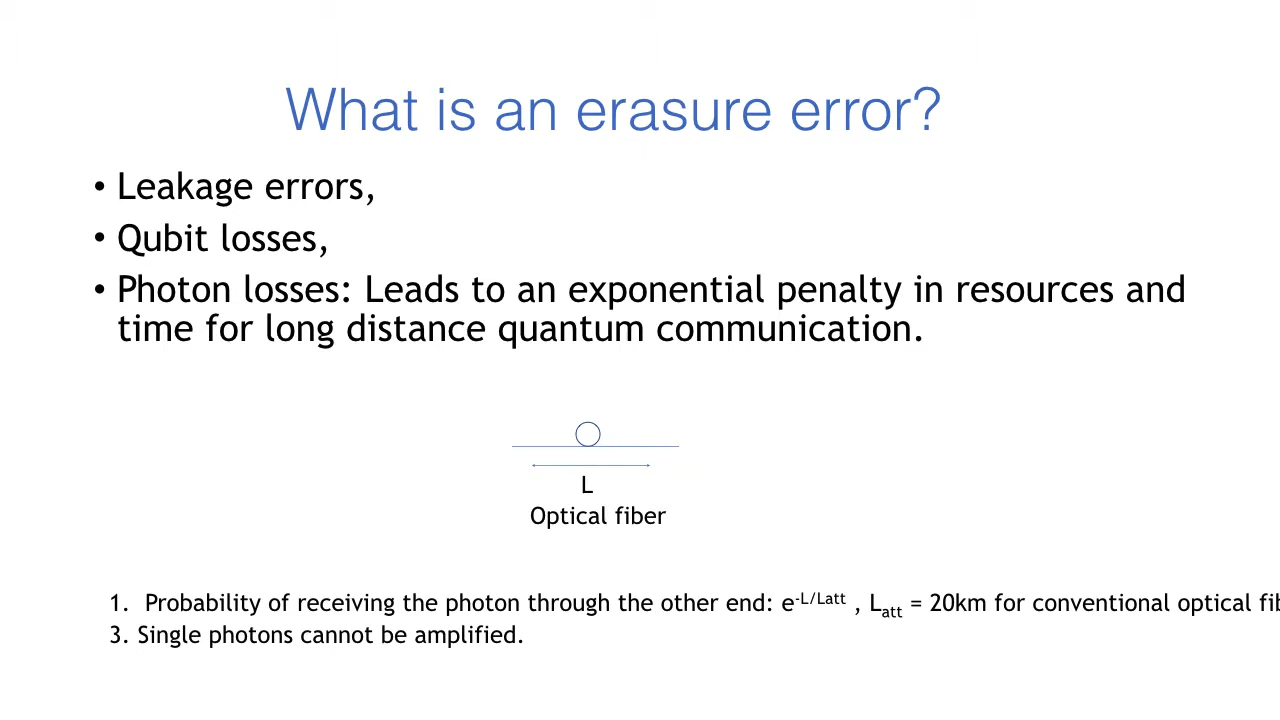 What is an erasure error?
• Leakage errors,
• Qubit losses,
• Photon losses: Leads to an exponential penalty in resources and
time for long distance quantum communication.
L
Optical fiber
1. Probability of receiving the photon through the other end: e-L/Latt , Latt = 20km for conventional optical
3. Single photons cannot be amplified.